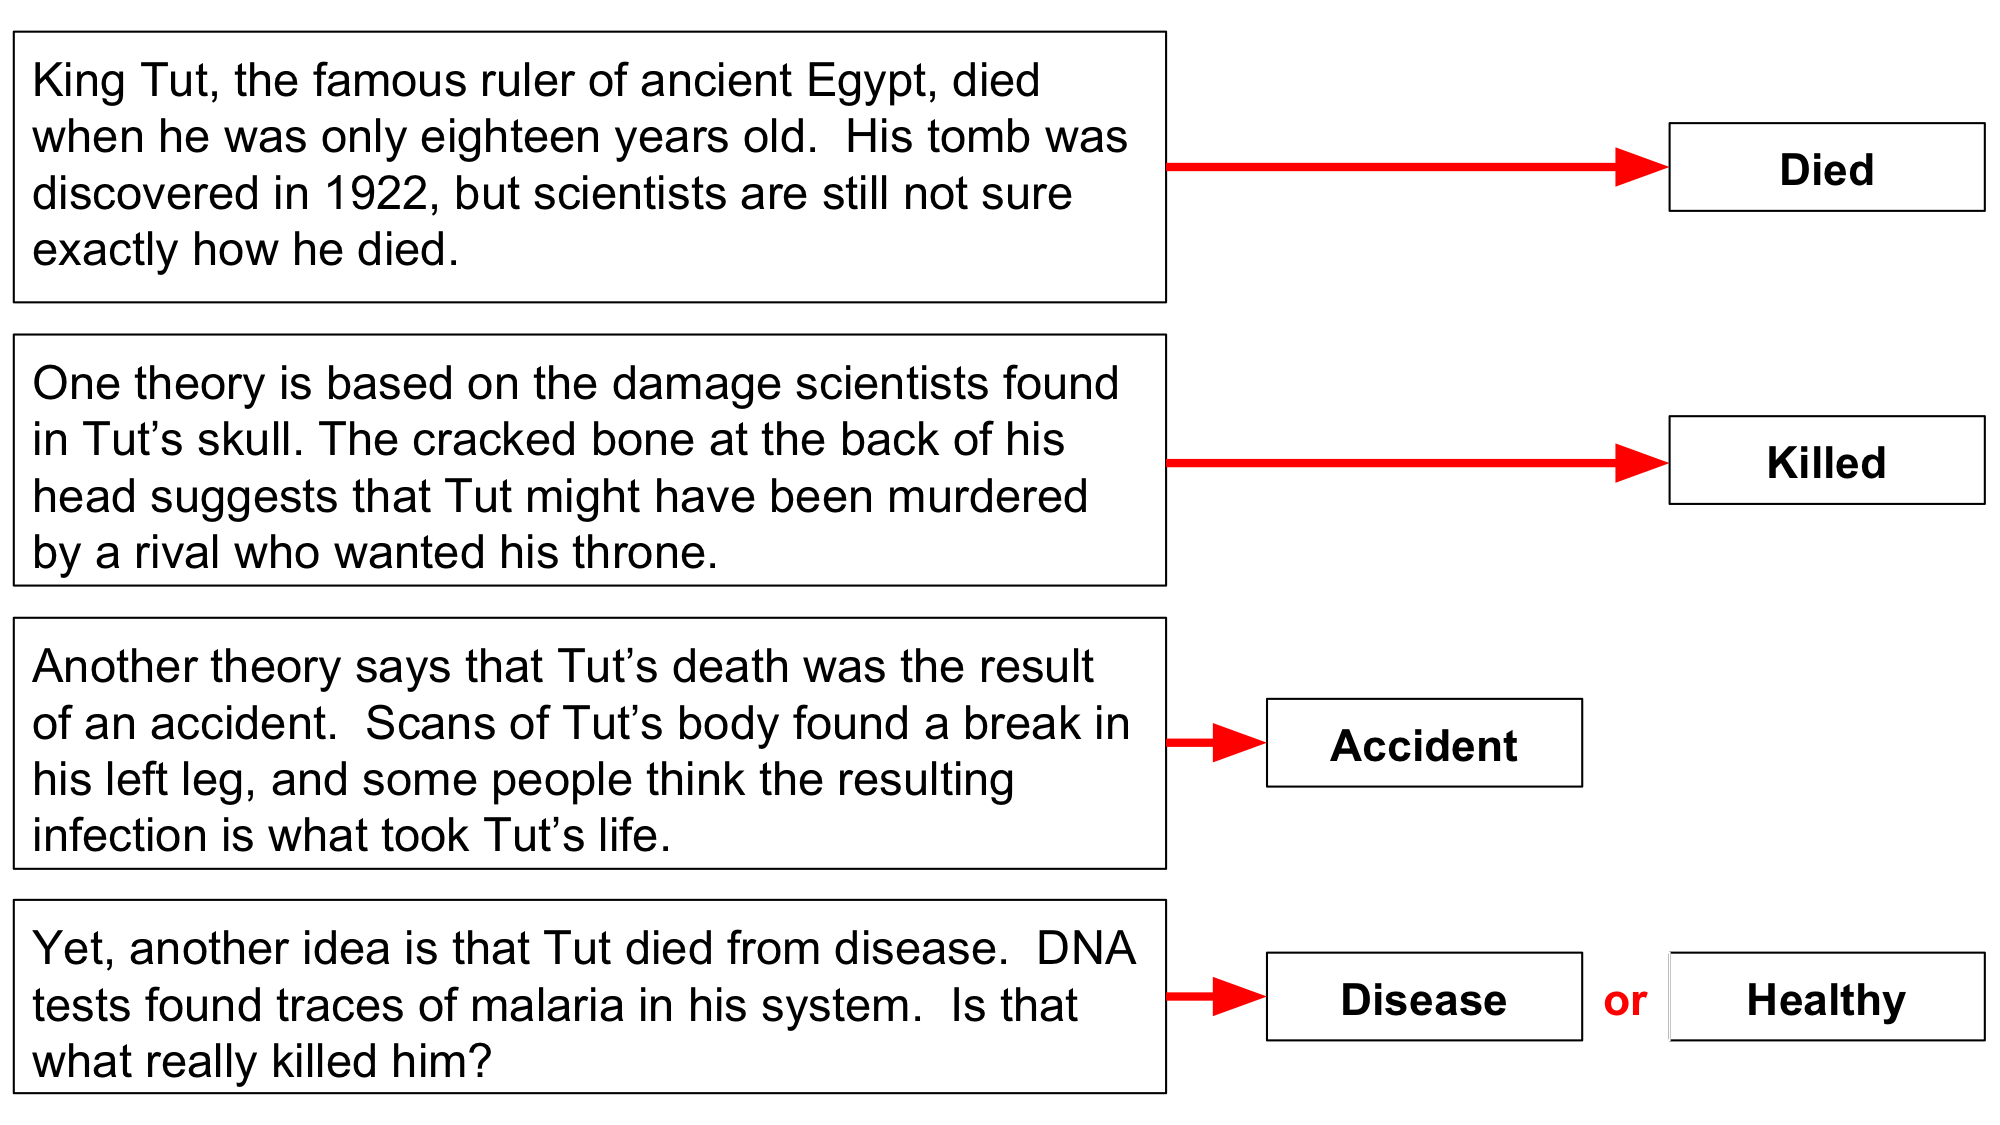 King Tut, the famous ruler of ancient Egypt, died
when he was only eighteen years old.  His tomb was
discovered in 1922, but scientists are still not sure
exactly how he died.
Died
One theory is based on the damage scientists found
in Tut’s skull. The cracked bone at the back of his
head suggests that Tut might have been murdered
by a rival who wanted his throne.
Killed
Another theory says that Tut’s death was the result
of an accident.  Scans of Tut’s body found a break in
his left leg, and some people think the resulting
infection is what took Tut’s life.
Accident
Yet, another idea is that Tut died from disease.  DNA
tests found traces of malaria in his system.  Is that
what really killed him?
Disease or Healthy